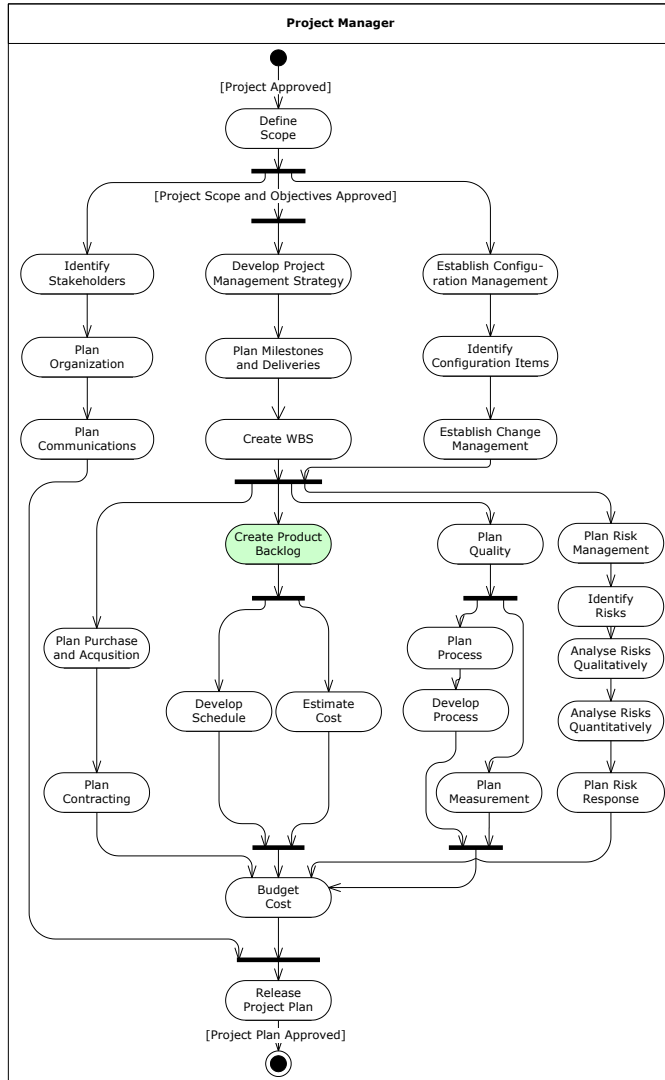 Project Manager
[Project Approved]
Define
Scope
[Project Scope and Objectives Approved]
Identify
Stakeholders
Develop Project
Management Strategy
Establish Configu-
ration Management
Plan
Organization
Plan Milestones
and Deliveries
Identify
Configuration Items
Plan
Communications
Create WBS
Establish Change
Management
Create Product
Backlog
Plan
Quality
Plan Risk
Management
Identify
Risks
Plan Purchase
and Acqusition
Plan
Process
Analyse Risks
Qualitatively
Develop
Schedule
Estimate
Cost
Develop
Process
Analyse Risks
Quantitatively
Plan
Contracting
Plan
Measurement
Plan Risk
Response
Budget
Cost
Release
Project Plan
[Project Plan Approved]